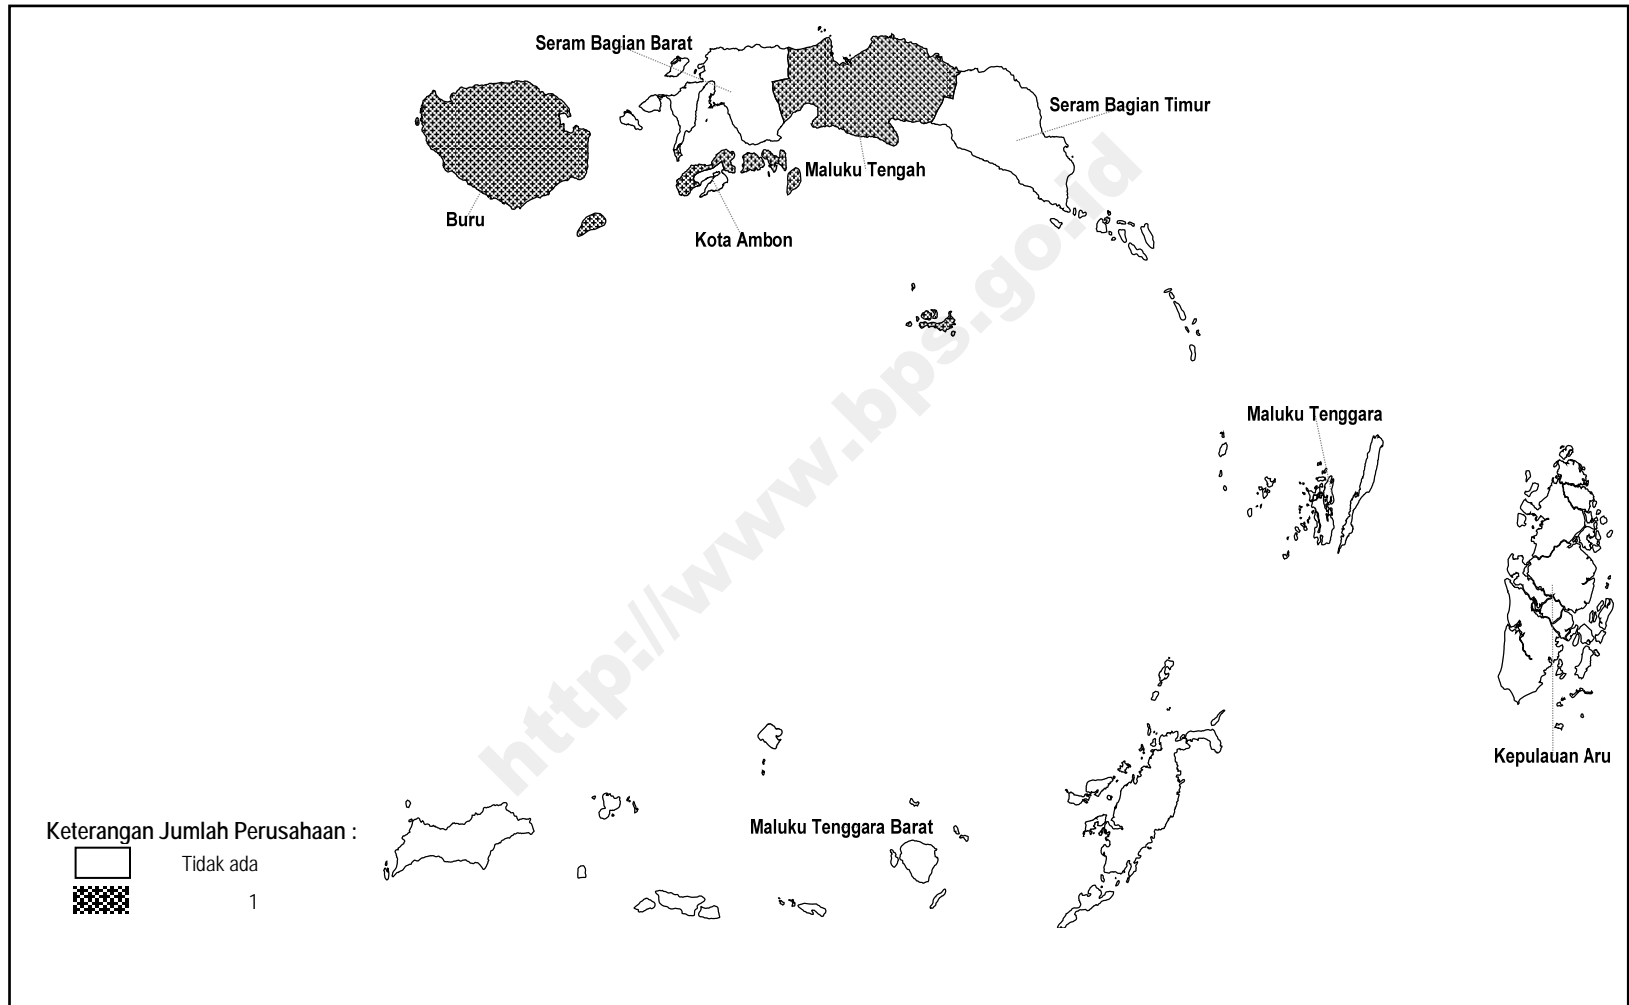 Seram Bagian Barat
Seram Bagian Timur
Maluku Tengah
Buru
Kota Ambon
Maluku Tenggara
Kepulauan Aru
Maluku Tenggara Barat
Keterangan Jumlah Perusahaan :
Tidak ada
1
http://www.bps.go.id